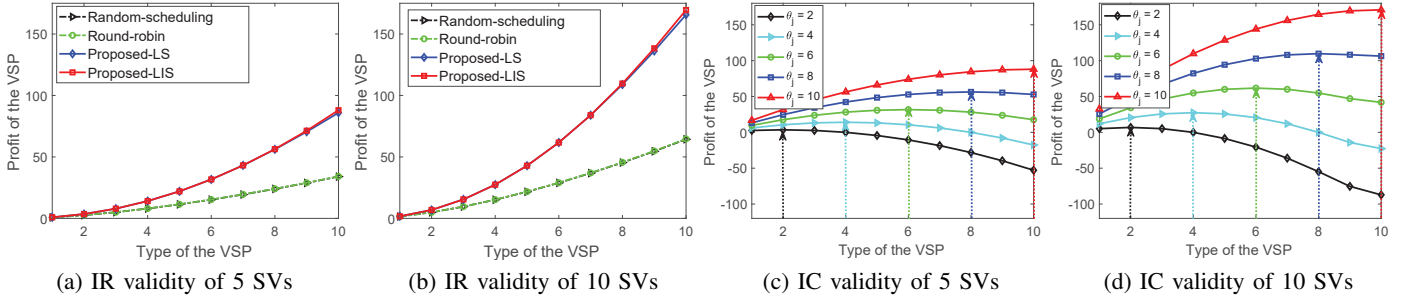 Profit of the VSP
150
100
50
0
Random-scheduling
Round-robin
Proposed-LS
Proposed-LIS
2 4 6 8 10
Type of the VSP
(a) IR validity of 5 SVs
Profit of the VSP
150
100
50
0
Random-scheduling
Round-robin
Proposed-LS
Proposed-LIS
2 4 6 8 10
Type of the VSP
(b) IR validity of 10 SVs
Profit of the VSP
150
100
50
0
-50
-100
θj = 2
θj = 4
θj = 6
θj = 8
θj = 10
2 4 6 8 10
Type of the VSP
(c) IC validity of 5 SVs
Profit of the VSP
150
100
50
0
-50
-100
θj = 2
θj = 4
θj = 6
θj = 8
θj = 10
2 4 6 8 10
Type of the VSP
(d) IC validity of 10 SVs